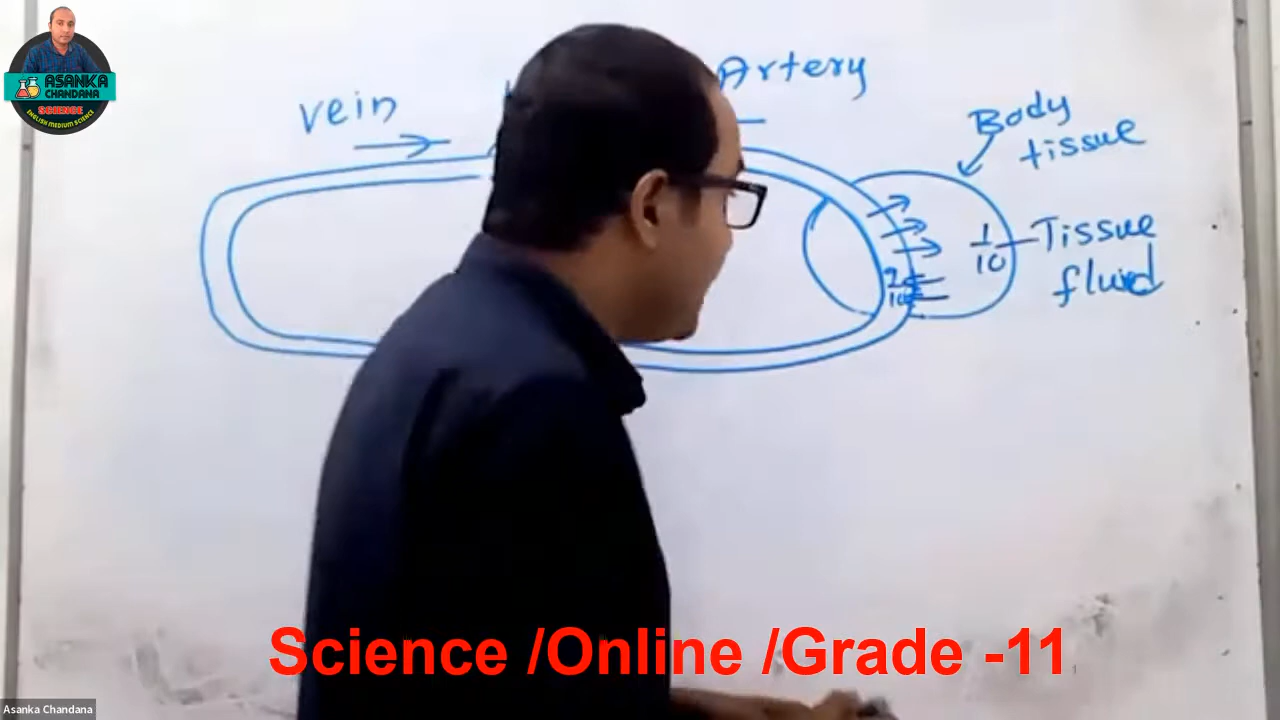 ASANKA
CHANDANA
SCIENCE
ENGLISH MEDIUM SCIENCE
vein
Artery
Body
tissue
1
10
Tissue
fluid
Science /Online /Grade -11
Asanka Chandana